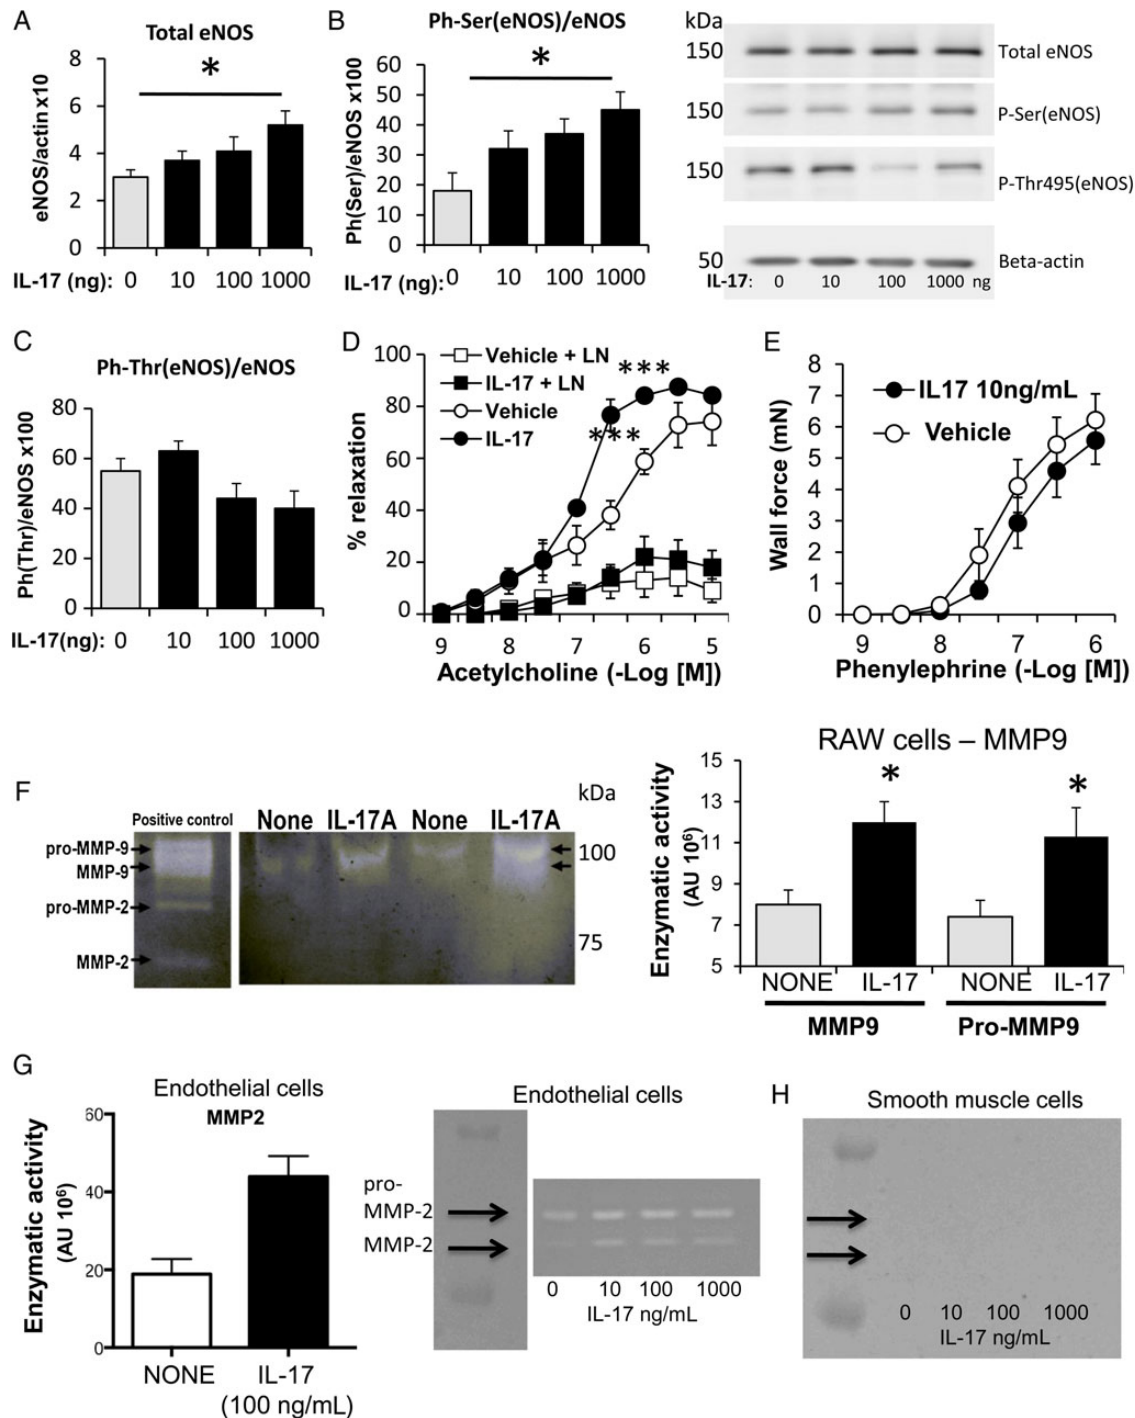 A
Total eNOS
*
eNOS/actin x10
8
6
4
2
0
IL-17 (ng): 0 10 100 1000
B
Ph-Ser(eNOS)/eNOS
*
Ph(Ser)/eNOS x100
60
50
40
30
20
10
0
IL-17 (ng): 0 10 100 1000
kDa
150 Total eNOS
150 P-Ser(eNOS)
150 P-Thr495(eNOS)
50 Beta-actin
IL-17: 0 10 100 1000 ng
C
Ph-Thr(eNOS)/eNOS
Ph(Thr)/eNOS x100
80
60
40
20
0
IL-17(ng): 0 10 100 1000
D
Vehicle + LN
IL-17 + LN
Vehicle
IL-17
***
***
% relaxation
100
80
60
40
20
0
9 8 7 6 5
Acetylcholine (-Log [M])
E
IL17 10ng/mL
Vehicle
Wall force (mN)
8
7
6
5
4
3
2
1
0
9 8 7 6
Phenylephrine (-Log [M])
F
Positive control
pro-MMP-9
MMP-9
pro-MMP-2
MMP-2
None IL-17A None IL-17A
kDa
100
75
RAW cells – MMP9
Enzymatic activity
(AU 10⁶)
15
13
11
9
7
5
*
*
NONE IL-17 NONE IL-17
MMP9 Pro-MMP9
G
Endothelial cells
MMP2
Enzymatic activity
(AU 10⁶)
60
40
20
0
NONE IL-17
(100 ng/mL)
Endothelial cells
pro-
MMP-2
MMP-2
0 10 100 1000
IL-17 ng/mL
H
Smooth muscle cells
0 10 100 1000
IL-17 ng/mL